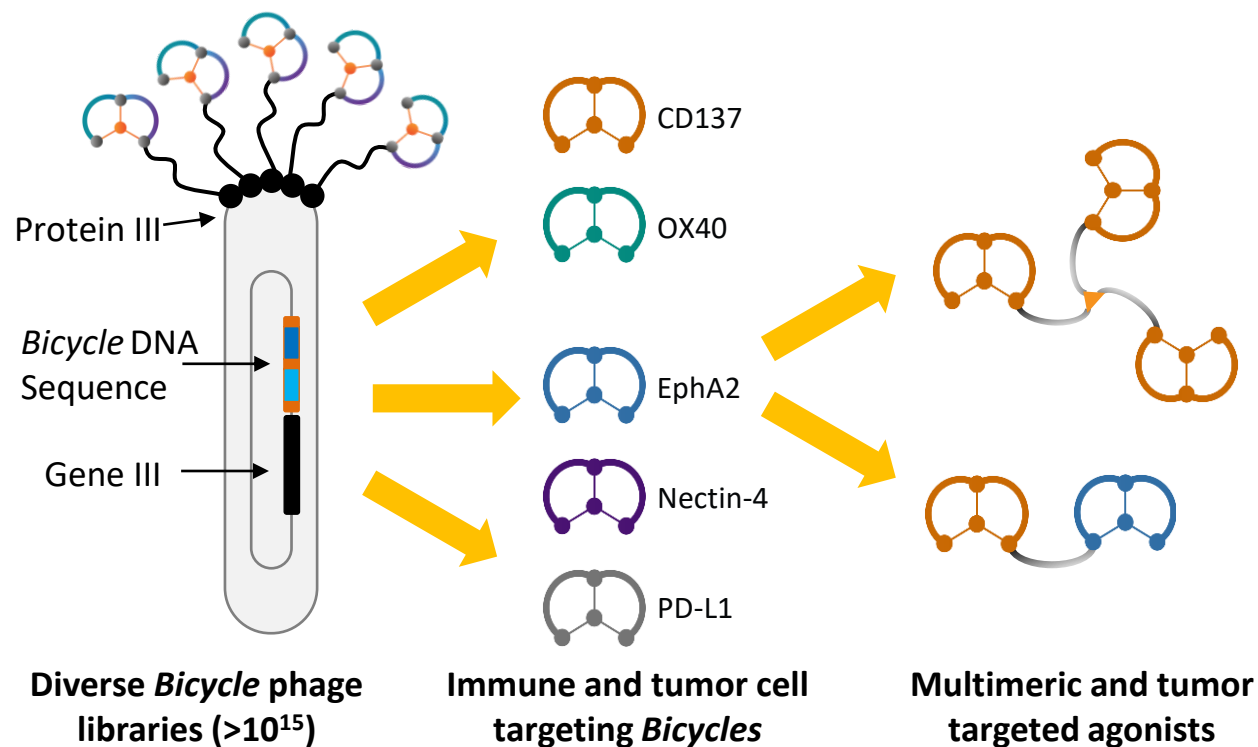 Protein III
Bicycle DNA
Sequence
Gene III
CD137
OX40
EphA2
Nectin-4
PD-L1
Diverse Bicycle phage
libraries (>10¹⁵)
Immune and tumor cell
targeting Bicycles
Multimeric and tumor
targeted agonists